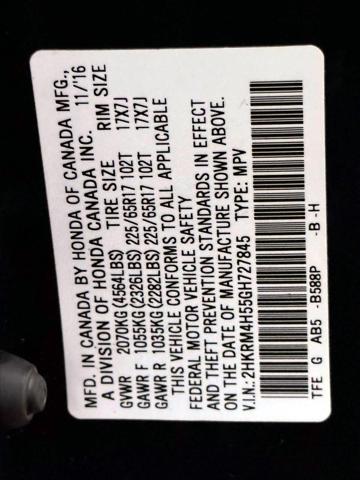 MFD. IN CANADA BY HONDA OF CANADA MFG., 11/'16
A DIVISION OF HONDA CANADA INC.
TIRE SIZE RIM SIZE
GVWR 2070KG(4564LBS)
GAWR F 1055KG(2326LBS) 225/65R17 102T 17X7J
GAWR R 1035KG(2282LBS) 225/65R17 102T 17X7J
THIS VEHICLE CONFORMS TO ALL APPLICABLE
FEDERAL MOTOR VEHICLE SAFETY
AND THEFT PREVENTION STANDARDS IN EFFECT
ON THE DATE OF MANUFACTURE SHOWN ABOVE.
V.I.N.: 2HKRM4H55GH727845 TYPE: MPV
TFE G AB5 -B588P -B -H